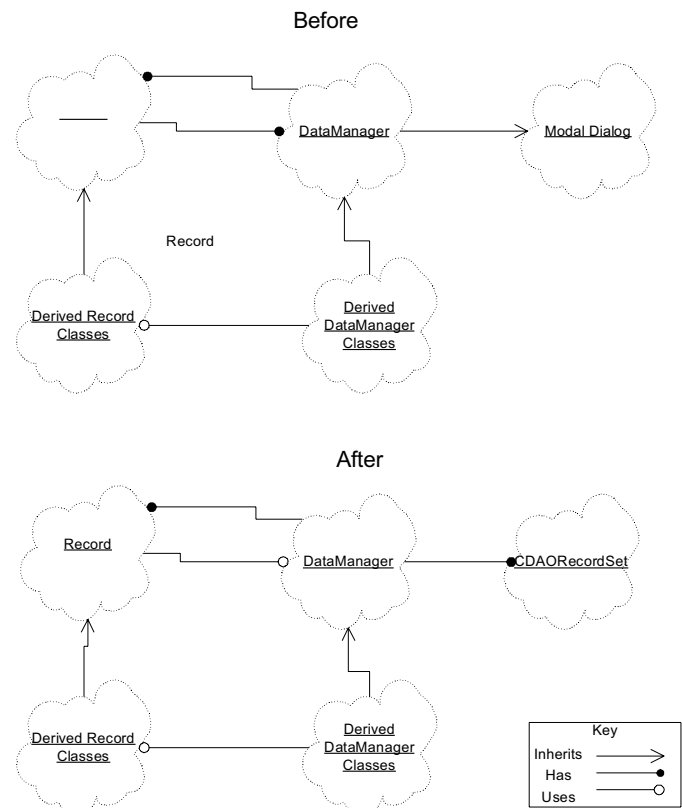 Before
DataManager
Modal Dialog
Record
Derived Record
Classes
Derived
DataManager
Classes
After
Record
DataManager
CDAORecordSet
Derived Record
Classes
Derived
DataManager
Classes
Key
Inherits
Has
Uses